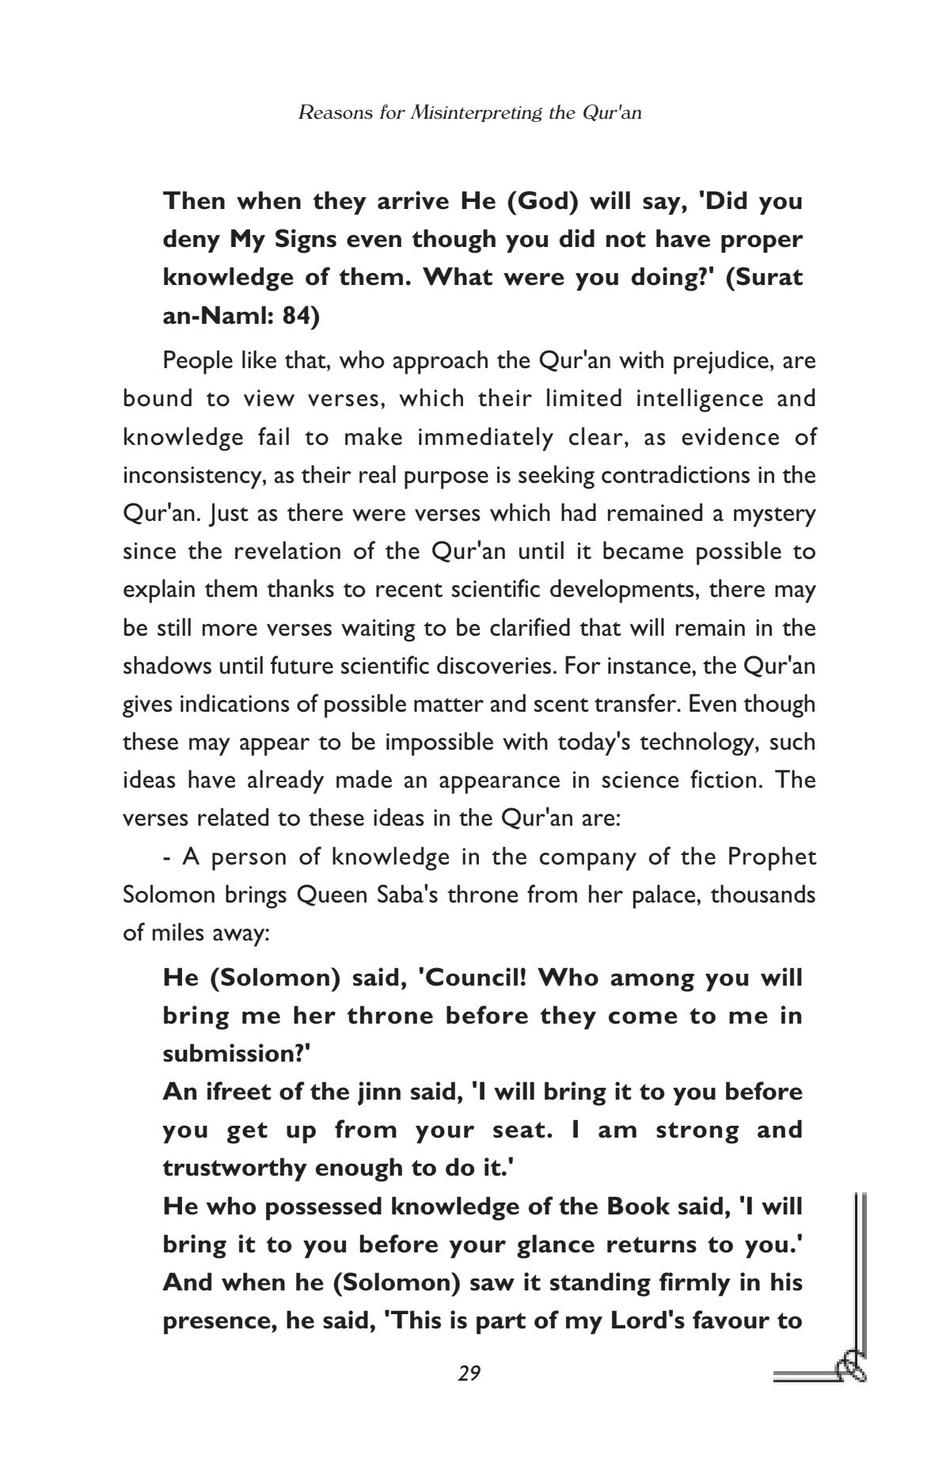 Reasons for Misinterpreting the Qur'an
Then when they arrive He (God) will say, 'Did you
deny My Signs even though you did not have proper
knowledge of them. What were you doing?' (Surat
an-Naml: 84)
People like that, who approach the Qur'an with prejudice, are
bound to view verses, which their limited intelligence and
knowledge fail to make immediately clear, as evidence of
inconsistency, as their real purpose is seeking contradictions in the
Qur'an. Just as there were verses which had remained a mystery
since the revelation of the Qur'an until it became possible to
explain them thanks to recent scientific developments, there may
be still more verses waiting to be clarified that will remain in the
shadows until future scientific discoveries. For instance, the Qur'an
gives indications of possible matter and scent transfer. Even though
these may appear to be impossible with today's technology, such
ideas have already made an appearance in science fiction. The
verses related to these ideas in the Qur'an are:
- A person of knowledge in the company of the Prophet
Solomon brings Queen Saba's throne from her palace, thousands
of miles away:
He (Solomon) said, 'Council! Who among you will
bring me her throne before they come to me in
submission?'
An ifreet of the jinn said, 'I will bring it to you before
you get up from your seat. I am strong and
trustworthy enough to do it.'
He who possessed knowledge of the Book said, 'I will
bring it to you before your glance returns to you.'
And when he (Solomon) saw it standing firmly in his
presence, he said, 'This is part of my Lord's favour to
29